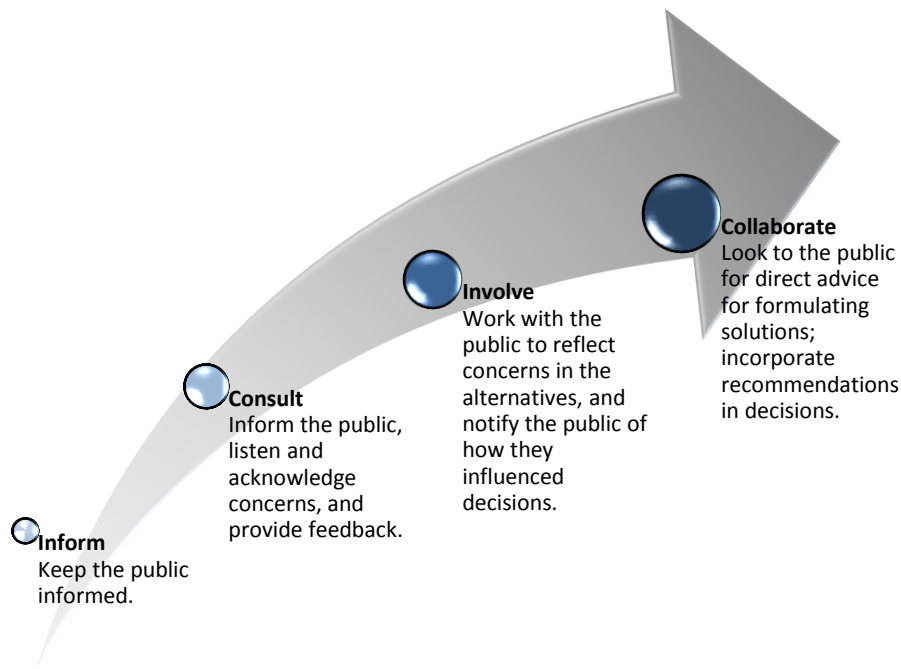 Inform
Keep the public
informed.
Consult
Inform the public,
listen and
acknowledge
concerns, and
provide feedback.
Involve
Work with the
public to reflect
concerns in the
alternatives, and
notify the public of
how they
influenced
decisions.
Collaborate
Look to the public
for direct advice
for formulating
solutions;
incorporate
recommendations
in decisions.